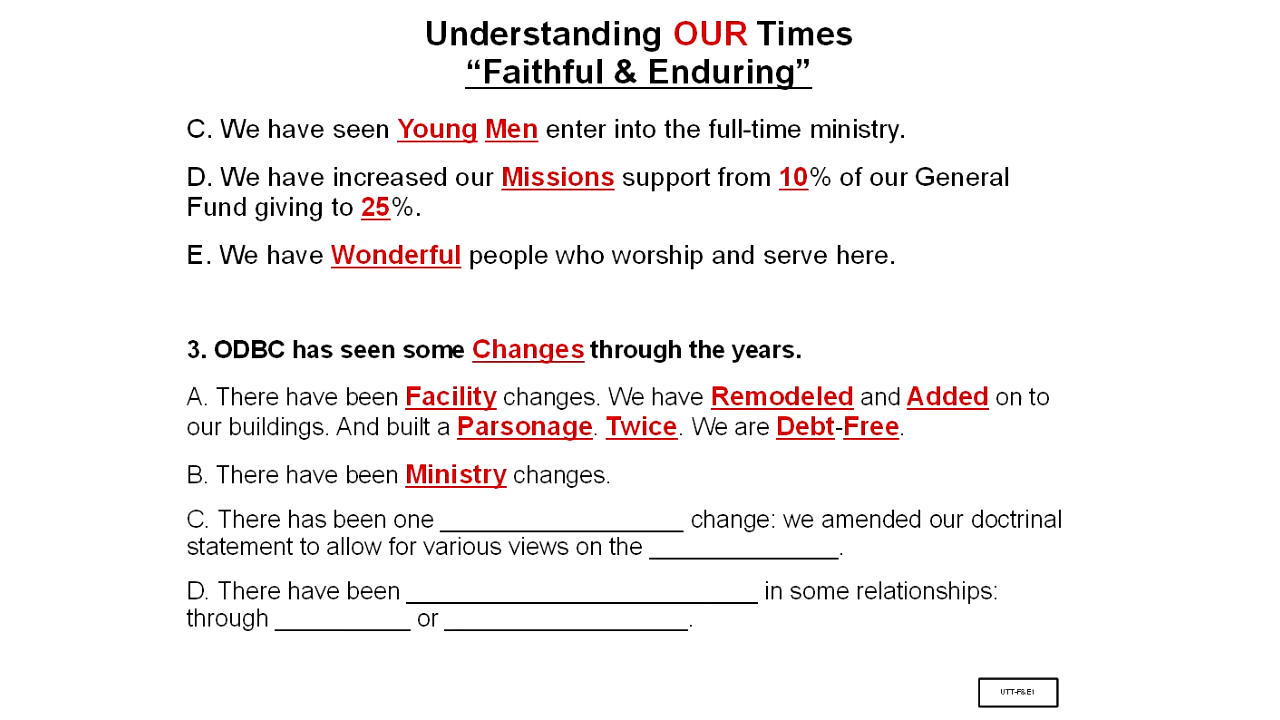 Understanding OUR Times
“Faithful & Enduring”
C. We have seen Young Men enter into the full-time ministry.
D. We have increased our Missions support from 10% of our General
Fund giving to 25%.
E. We have Wonderful people who worship and serve here.
3. ODBC has seen some Changes through the years.
A. There have been Facility changes. We have Remodeled and Added on to
our buildings. And built a Parsonage. Twice. We are Debt-Free.
B. There have been Ministry changes.
C. There has been one __________________ change: we amended our doctrinal
statement to allow for various views on the ______________.
D. There have been __________________________ in some relationships:
through __________ or __________________.
UTT-F&E1